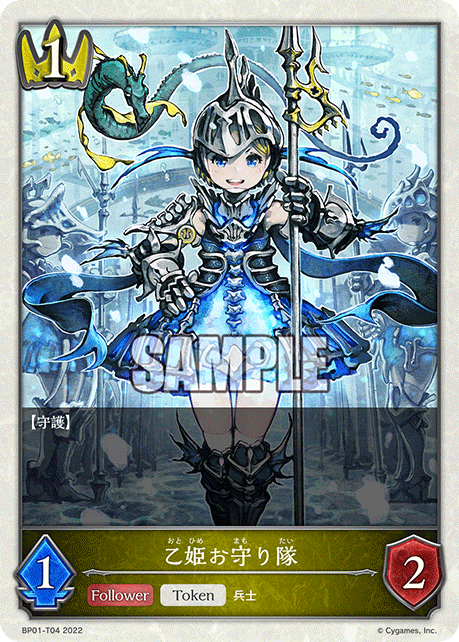 1
SAMPLE
【守護】
おと ひめ まも たい
乙姫お守り隊
1
Follower
Token
兵士
2
BP01-T04 2022
© Cygames, Inc.